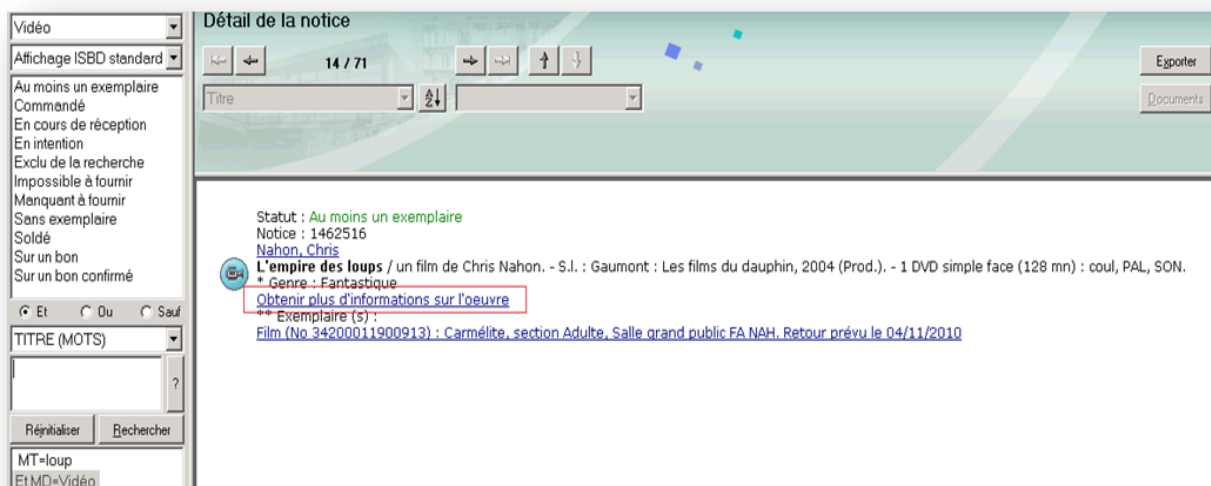 Vidéo
Affichage ISBD standard
Au moins un exemplaire
Commandé
En cours de réception
En intention
Exclu de la recherche
Impossible à fournir
Manquant à fournir
Sans exemplaire
Soldé
Sur un bon
Sur un bon confirmé
Et Ou Sauf
TITRE (MOTS)
?
Réinitialiser Rechercher
MT=loup
Et MD=Vidéo
Détail de la notice
14 / 71
Exporter
Titre
A Z
Documents
Statut : Au moins un exemplaire
Notice : 1462516
Nahon, Chris
L'empire des loups / un film de Chris Nahon. - S.l. : Gaumont : Les films du dauphin, 2004 (Prod.). - 1 DVD simple face (128 mn) : coul, PAL, SON.
* Genre : Fantastique
Obtenir plus d'informations sur l'oeuvre
** Exemplaire (s) :
Film (No 34200011900913) : Carmélite, section Adulte, Salle grand public FA NAH. Retour prévu le 04/11/2010